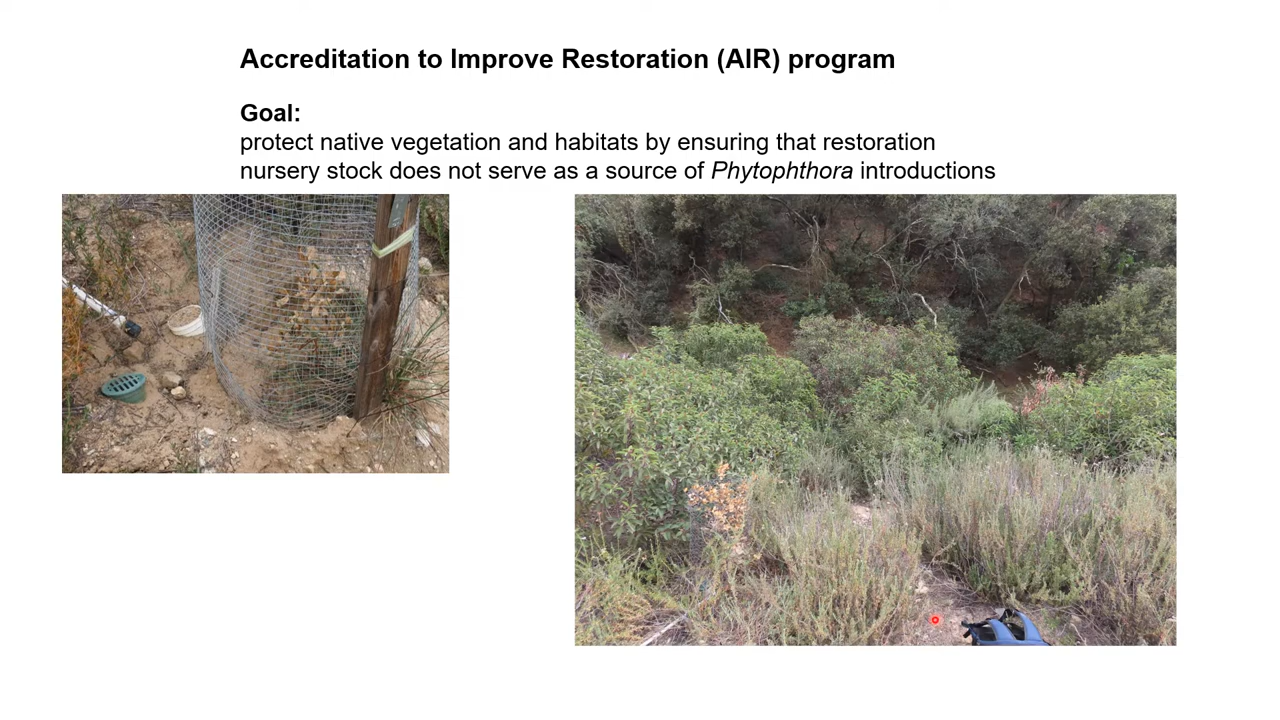 Accreditation to Improve Restoration (AIR) program
Goal:
protect native vegetation and habitats by ensuring that restoration
nursery stock does not serve as a source of Phytophthora introductions